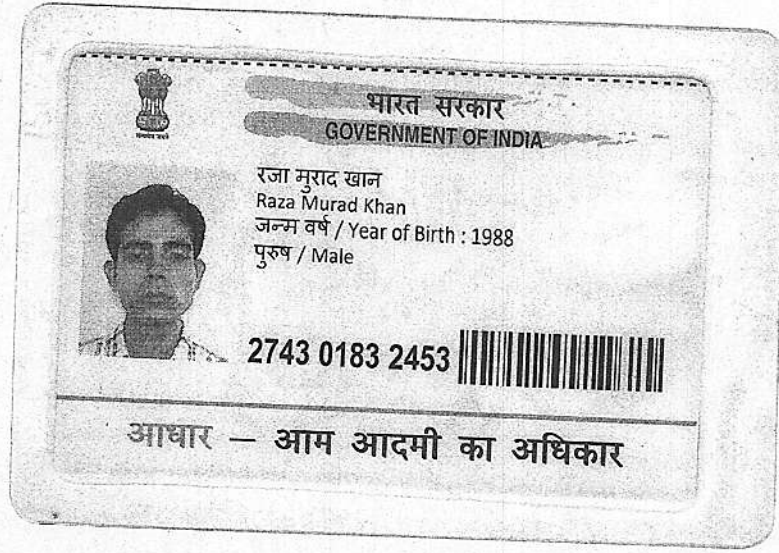 भारत सरकार
GOVERNMENT OF INDIA
रजा मुराद खान
Raza Murad Khan
जन्म वर्ष / Year of Birth : 1988
पुरुष / Male
2743 0183 2453
आधार – आम आदमी का अधिकार